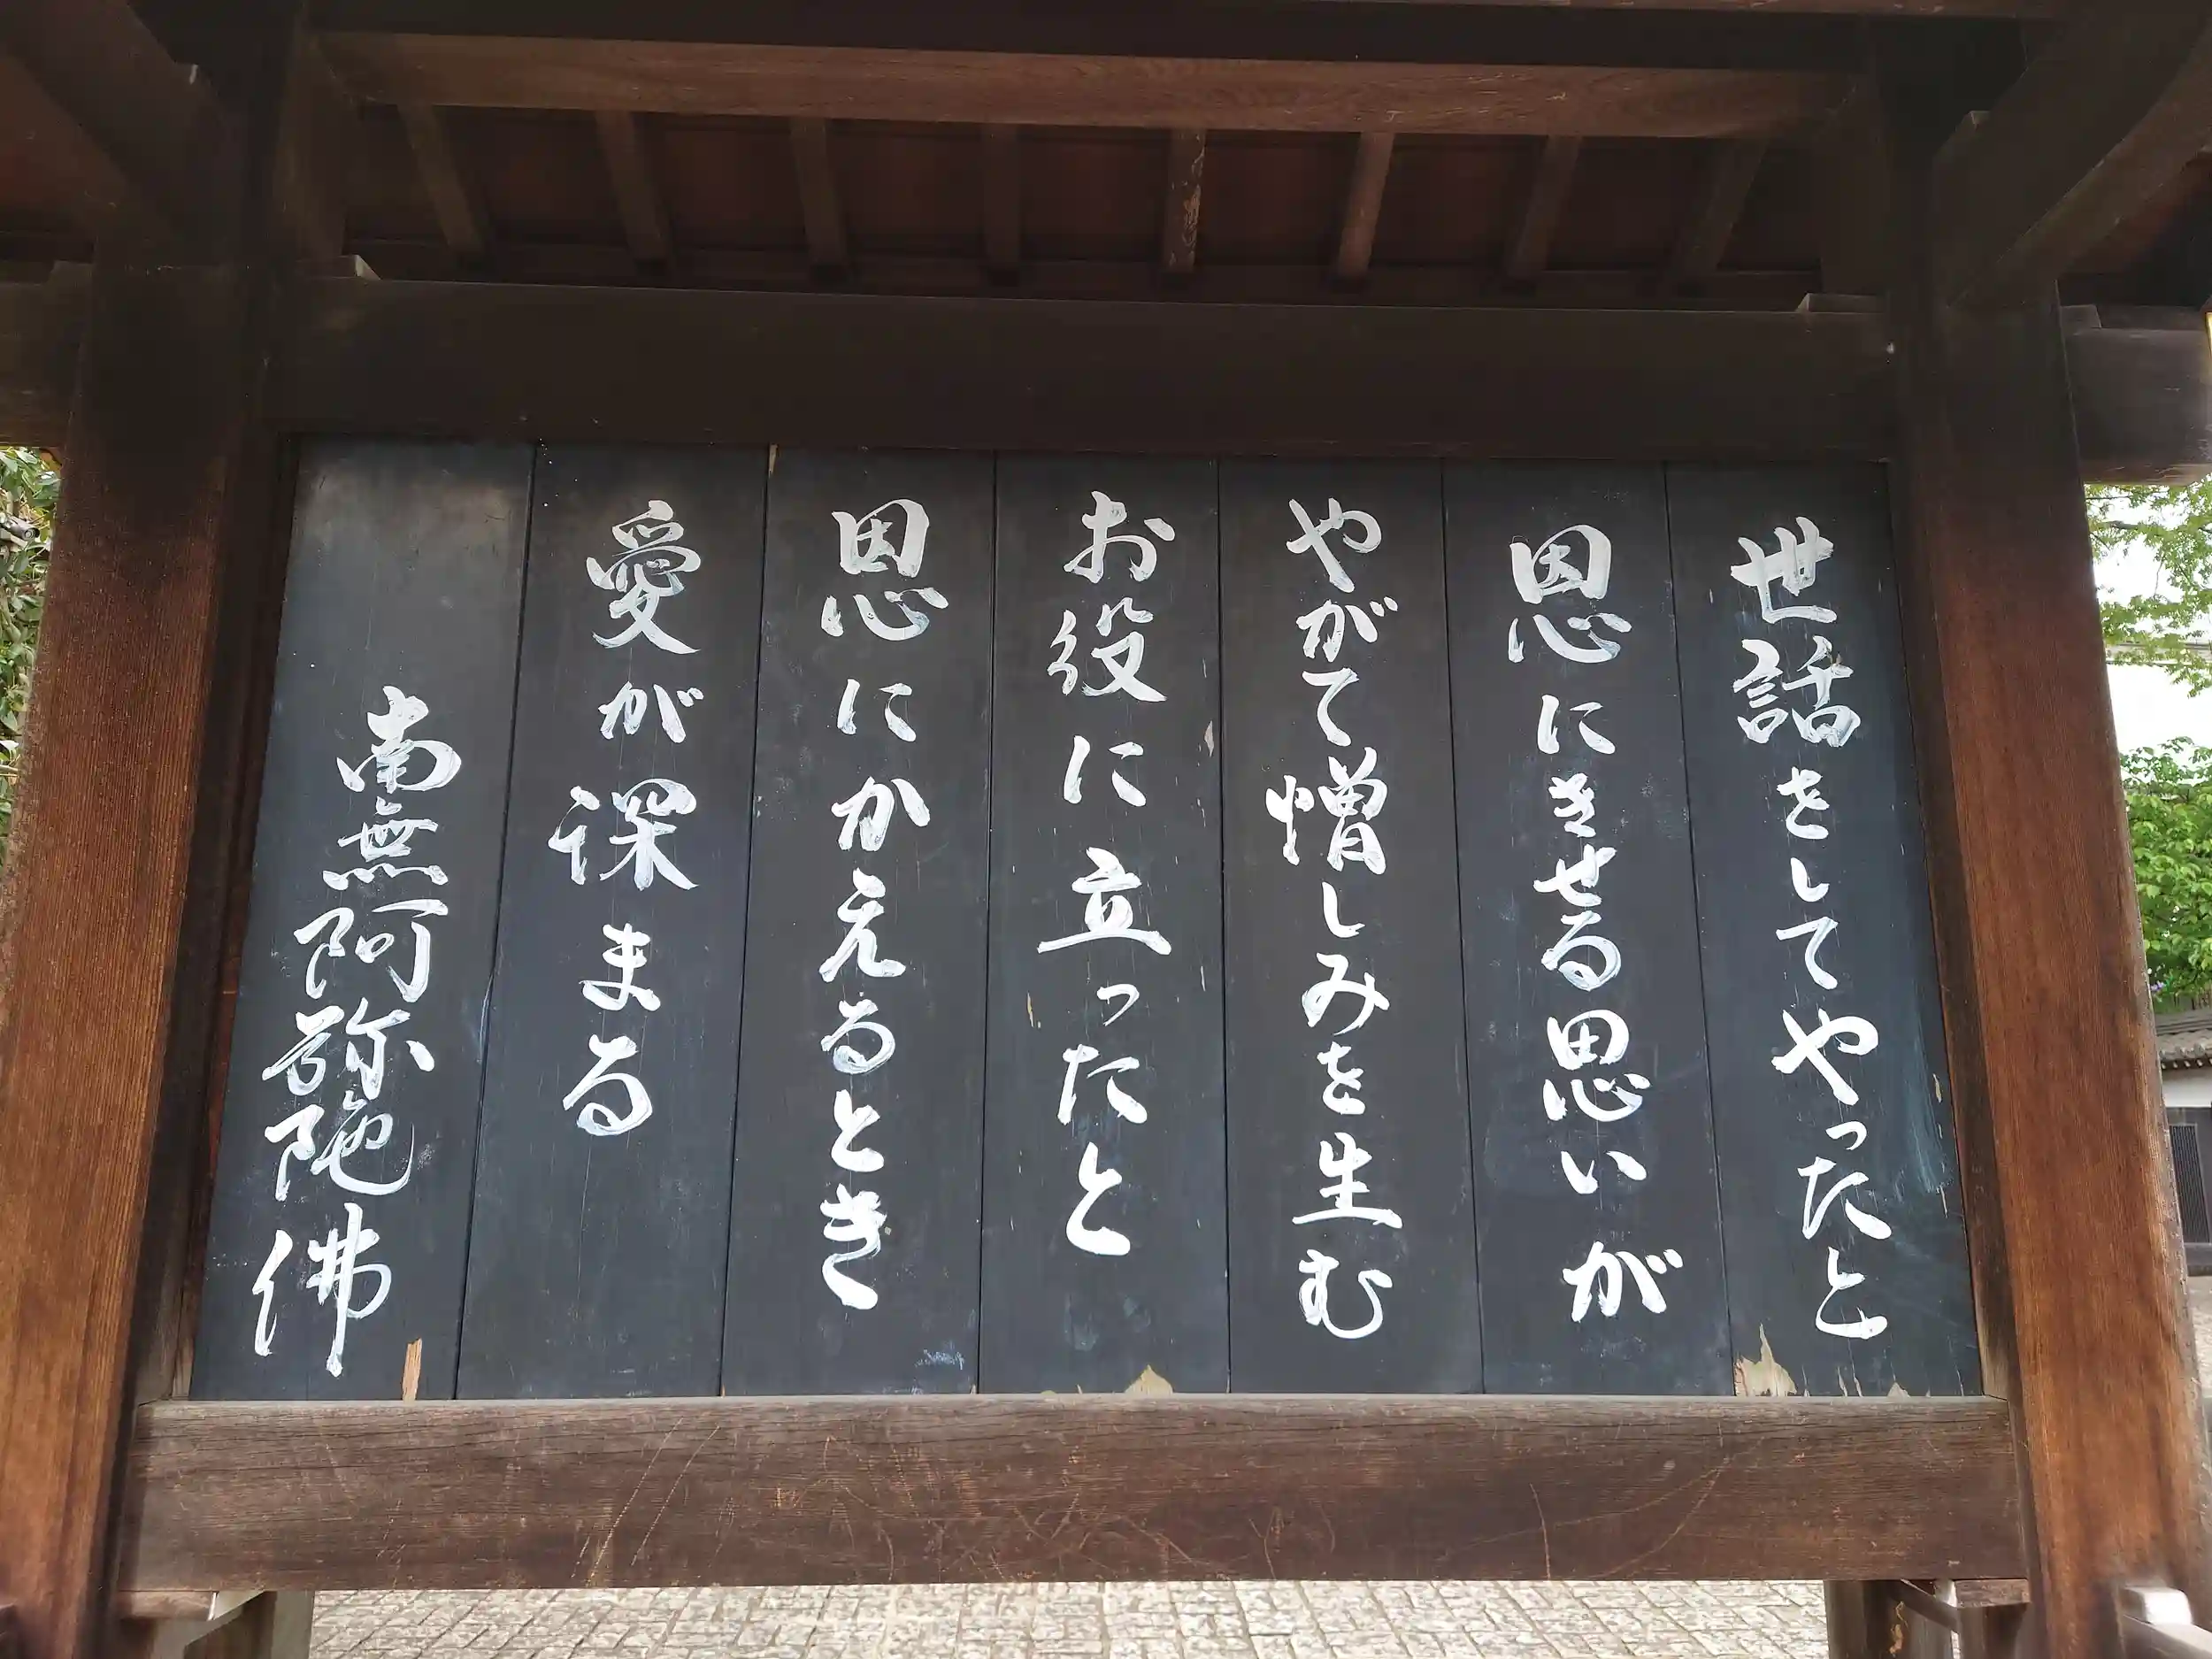 世話をしてやったと
恩にきせる思いが
やがて憎しみを生む
お役に立ったと
恩にかえるとき
愛が深まる
南無阿弥陀佛